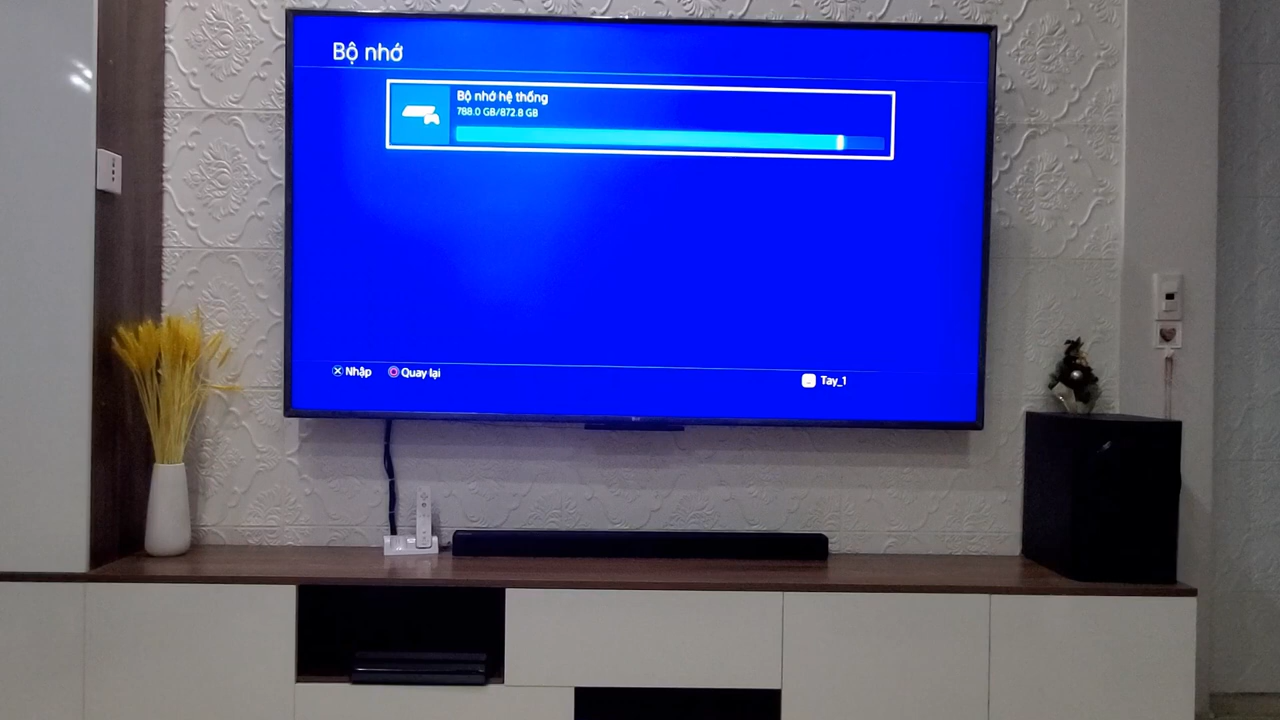 Bộ nhớ
Bộ nhớ hệ thống
788.0 GB/872.8 GB
Nhập
Quay lại
Tay_1